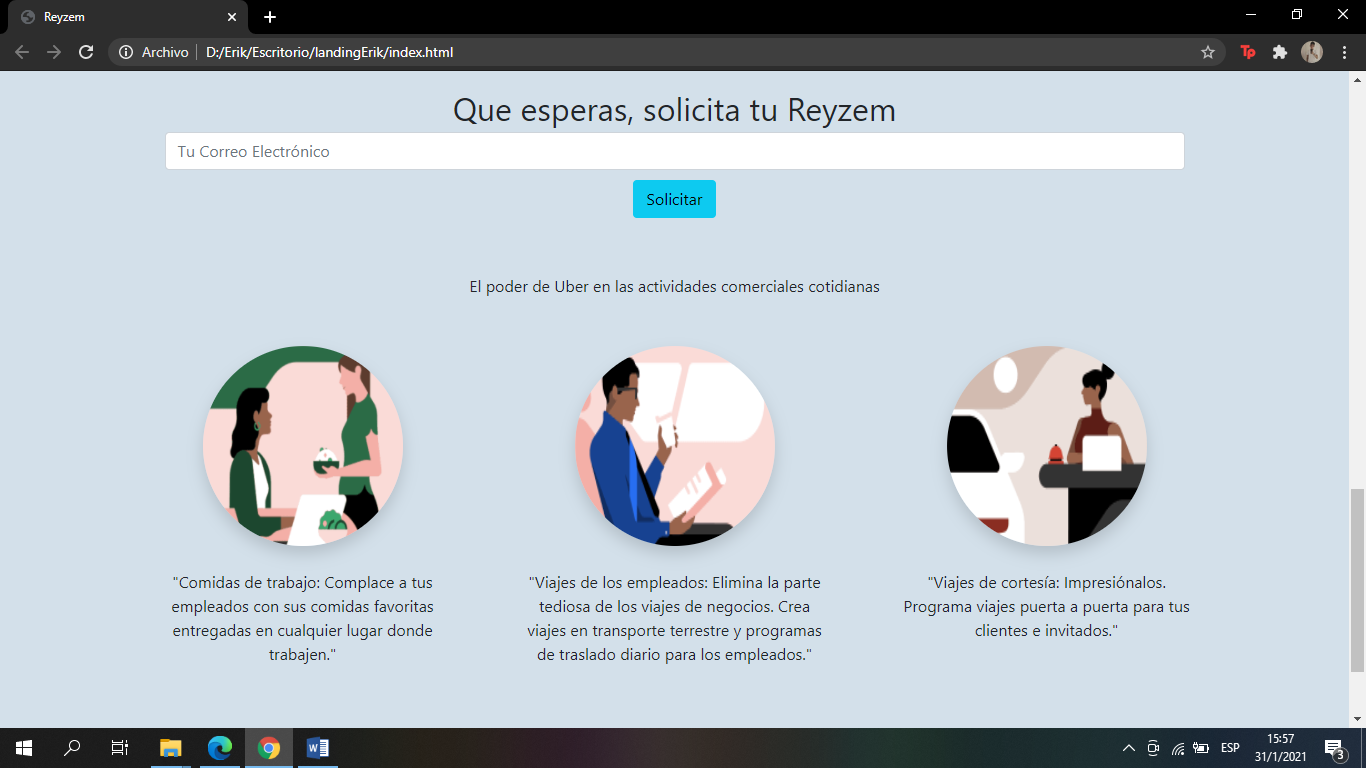 Reyzem
Archivo
D:/Erik/Escritorio/landingErik/index.html
Tp
Que esperas, solicita tu Reyzem
Tu Correo Electrónico
Solicitar
El poder de Uber en las actividades comerciales cotidianas
"Comidas de trabajo: Complace a tus
empleados con sus comidas favoritas
entregadas en cualquier lugar donde
trabajen."
"Viajes de los empleados: Elimina la parte
tediosa de los viajes de negocios. Crea
viajes en transporte terrestre y programas
de traslado diario para los empleados."
"Viajes de cortesía: Impresiónalos.
Programa viajes puerta a puerta para tus
clientes e invitados."
W
ESP
15:57
31/1/2021
3